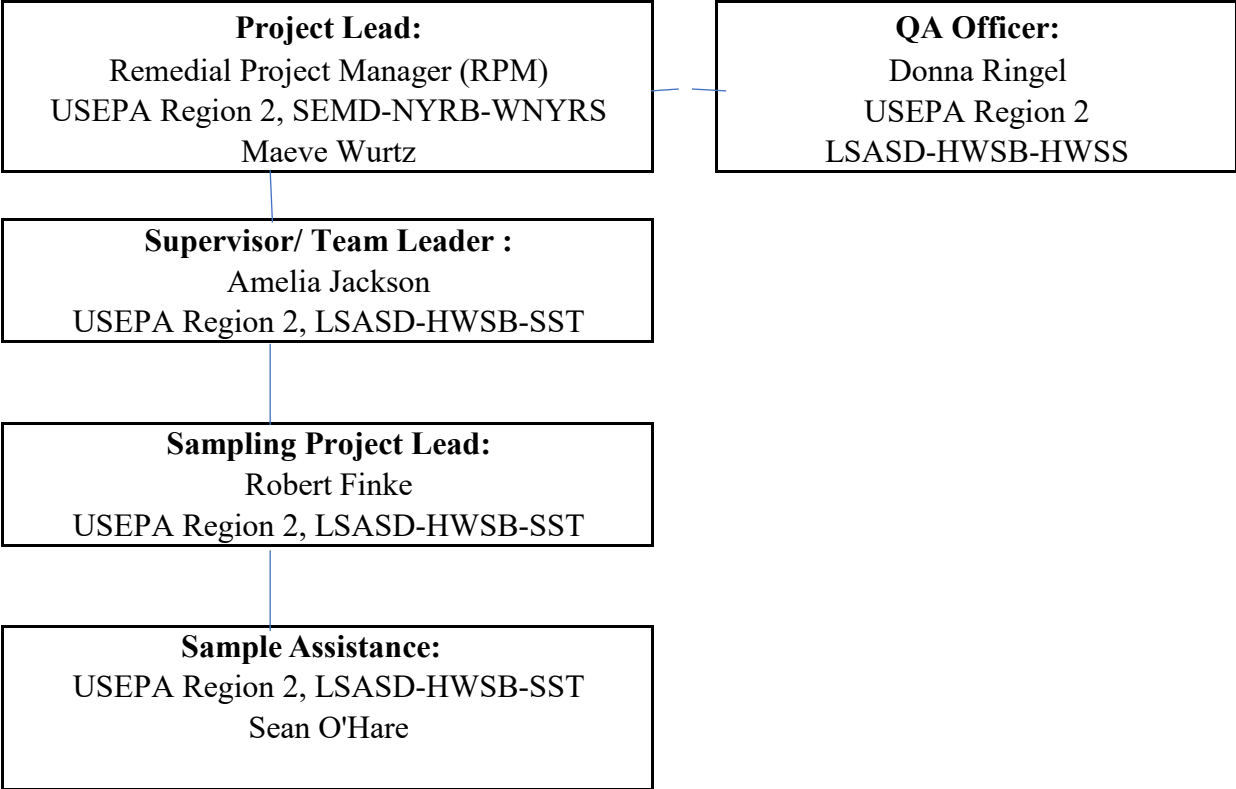 Project Lead:
Remedial Project Manager (RPM)
USEPA Region 2, SEMD-NYRB-WNYRS
Maeve Wurtz
QA Officer:
Donna Ringel
USEPA Region 2
LSASD-HWSB-HWSS
Supervisor/ Team Leader :
Amelia Jackson
USEPA Region 2, LSASD-HWSB-SST
Sampling Project Lead:
Robert Finke
USEPA Region 2, LSASD-HWSB-SST
Sample Assistance:
USEPA Region 2, LSASD-HWSB-SST
Sean O'Hare